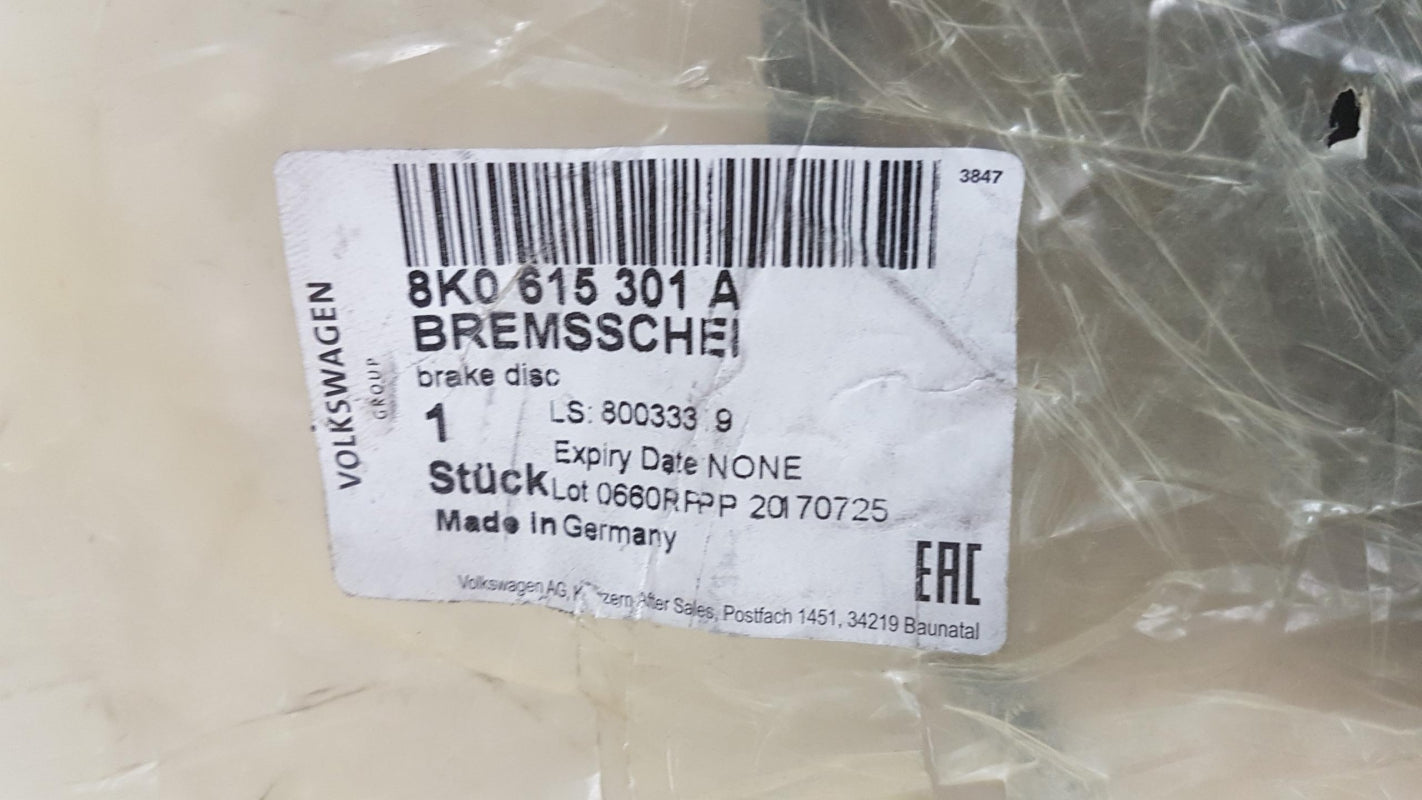 3847
8K0 615 301 A
BREMSSCHEI
brake disc
1
LS: 800333 9
Expiry Date NONE
Stück
Lot 20170725
Made in Germany
VOLKSWAGEN
GROUP
EAC
Volkswagen AG, After Sales, Postfach 1451, 34219 Baunatal